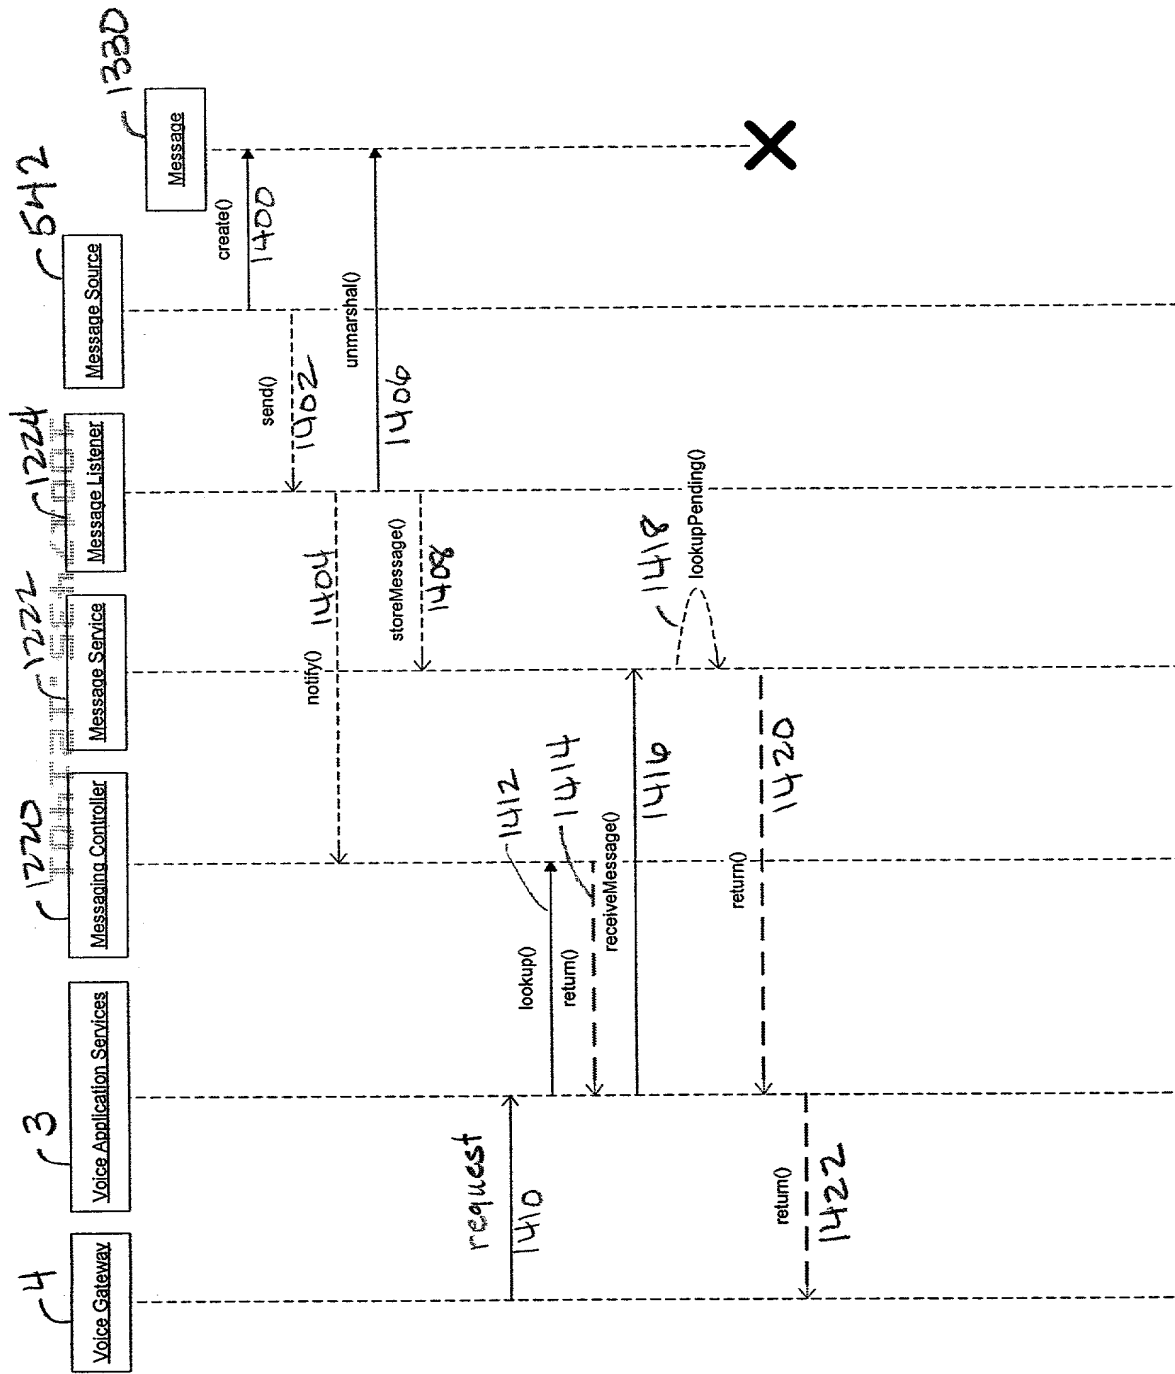 4
Voice Gateway
3
Voice Application Services
1220
Messaging Controller
1222
Message Service
1224
Message Listener
542
Message Source
1330
Message
create()
1400
send()
1402
notify()
1404
unmarshal()
1406
storeMessage()
1408
request
1410
lookup()
1412
return()
1414
receiveMessage()
1416
lookupPending()
1418
return()
1420
return()
1422